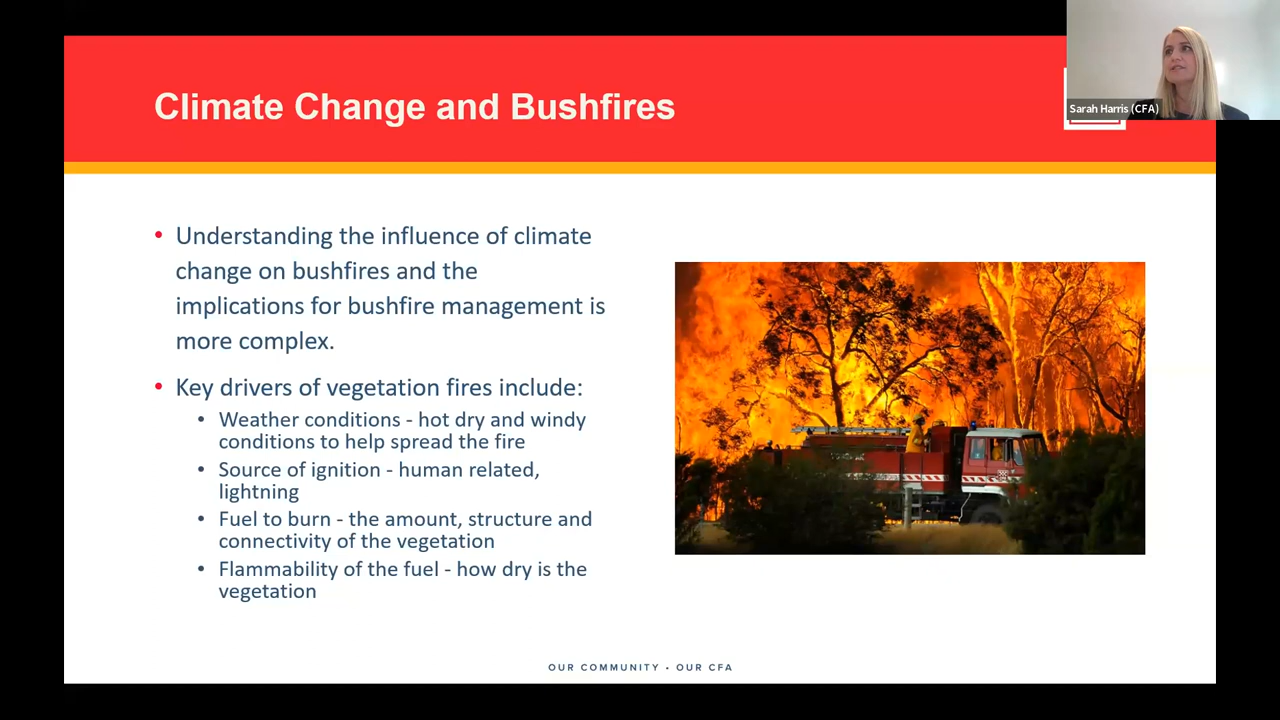 Climate Change and Bushfires
Sarah Harris (CFA)
• Understanding the influence of climate
change on bushfires and the
implications for bushfire management is
more complex.
• Key drivers of vegetation fires include:
• Weather conditions - hot dry and windy
conditions to help spread the fire
• Source of ignition - human related,
lightning
• Fuel to burn - the amount, structure and
connectivity of the vegetation
• Flammability of the fuel - how dry is the
vegetation
OUR COMMUNITY • OUR CFA